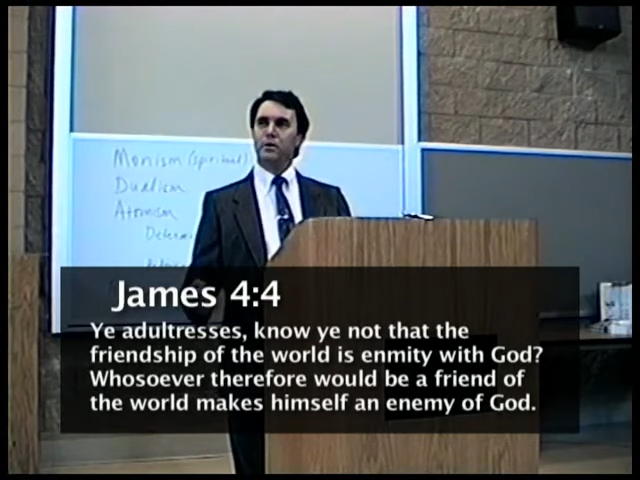 Monism (spiritual)
Dualism
Atomism
James 4:4
Ye adultresses, know ye not that the
friendship of the world is enmity with God?
Whosoever therefore would be a friend of
the world makes himself an enemy of God.